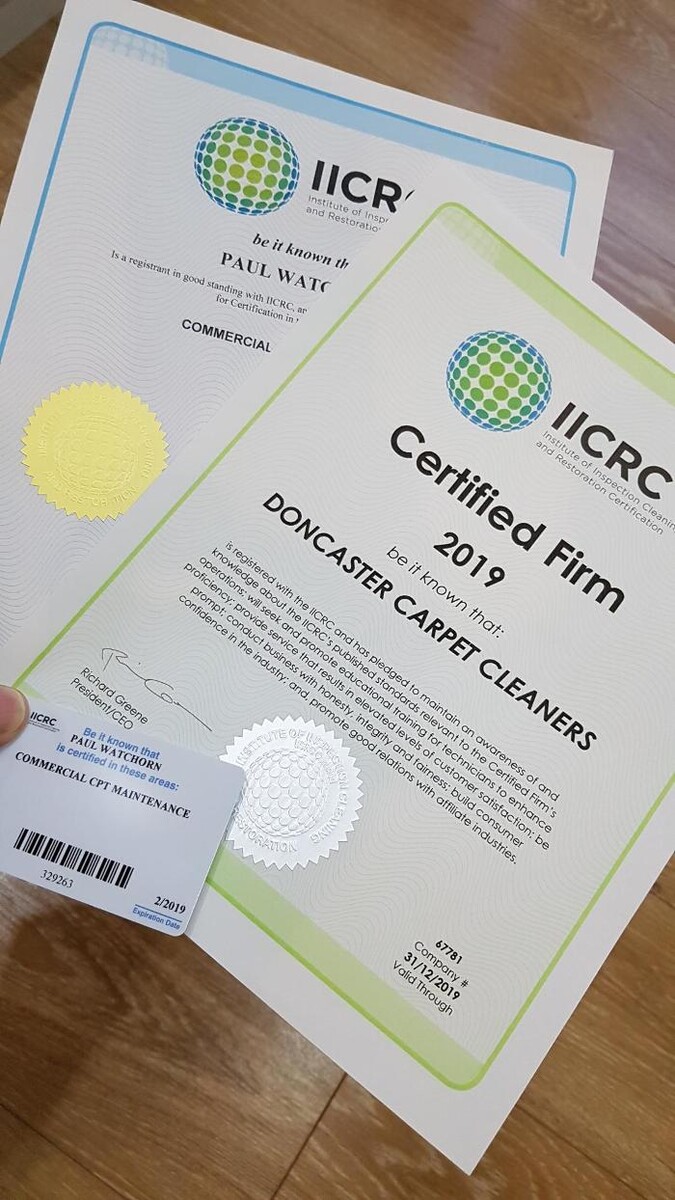 IICR
Institute of Inspe
and Restoratio
be it known th
PAUL WATC
Is a registrant in good standing with IICRC, an
for Certification in
COMMERCIAL
IICRC
Institute of Inspection Cleanin
and Restoration Certification
Certified Firm
2019
be it known that:
DONCASTER CARPET CLEANERS
is registered with the IICRC and has pledged to maintain an awareness of and
knowledge about the IICRC's published standards relevant to the Certified Firm's
operations; will seek and promote educational training for technicians to enhance
proficiency; provide service that results in elevated levels of customer satisfaction; be
prompt; conduct business with honesty, integrity and fairness; build consumer
confidence in the industry; and, promote good relations with affiliate industries.
Richard Greene
President/CEO
INSTITUTE OF INSPECTION CLEANING
RESTORATION
67781
Company #
31/12/2019
Valid Through
IICRC
Be it known that
PAUL WATCHORN
is certified in these areas:
COMMERCIAL CPT MAINTENANCE
329263
2/2019
Expiration Date